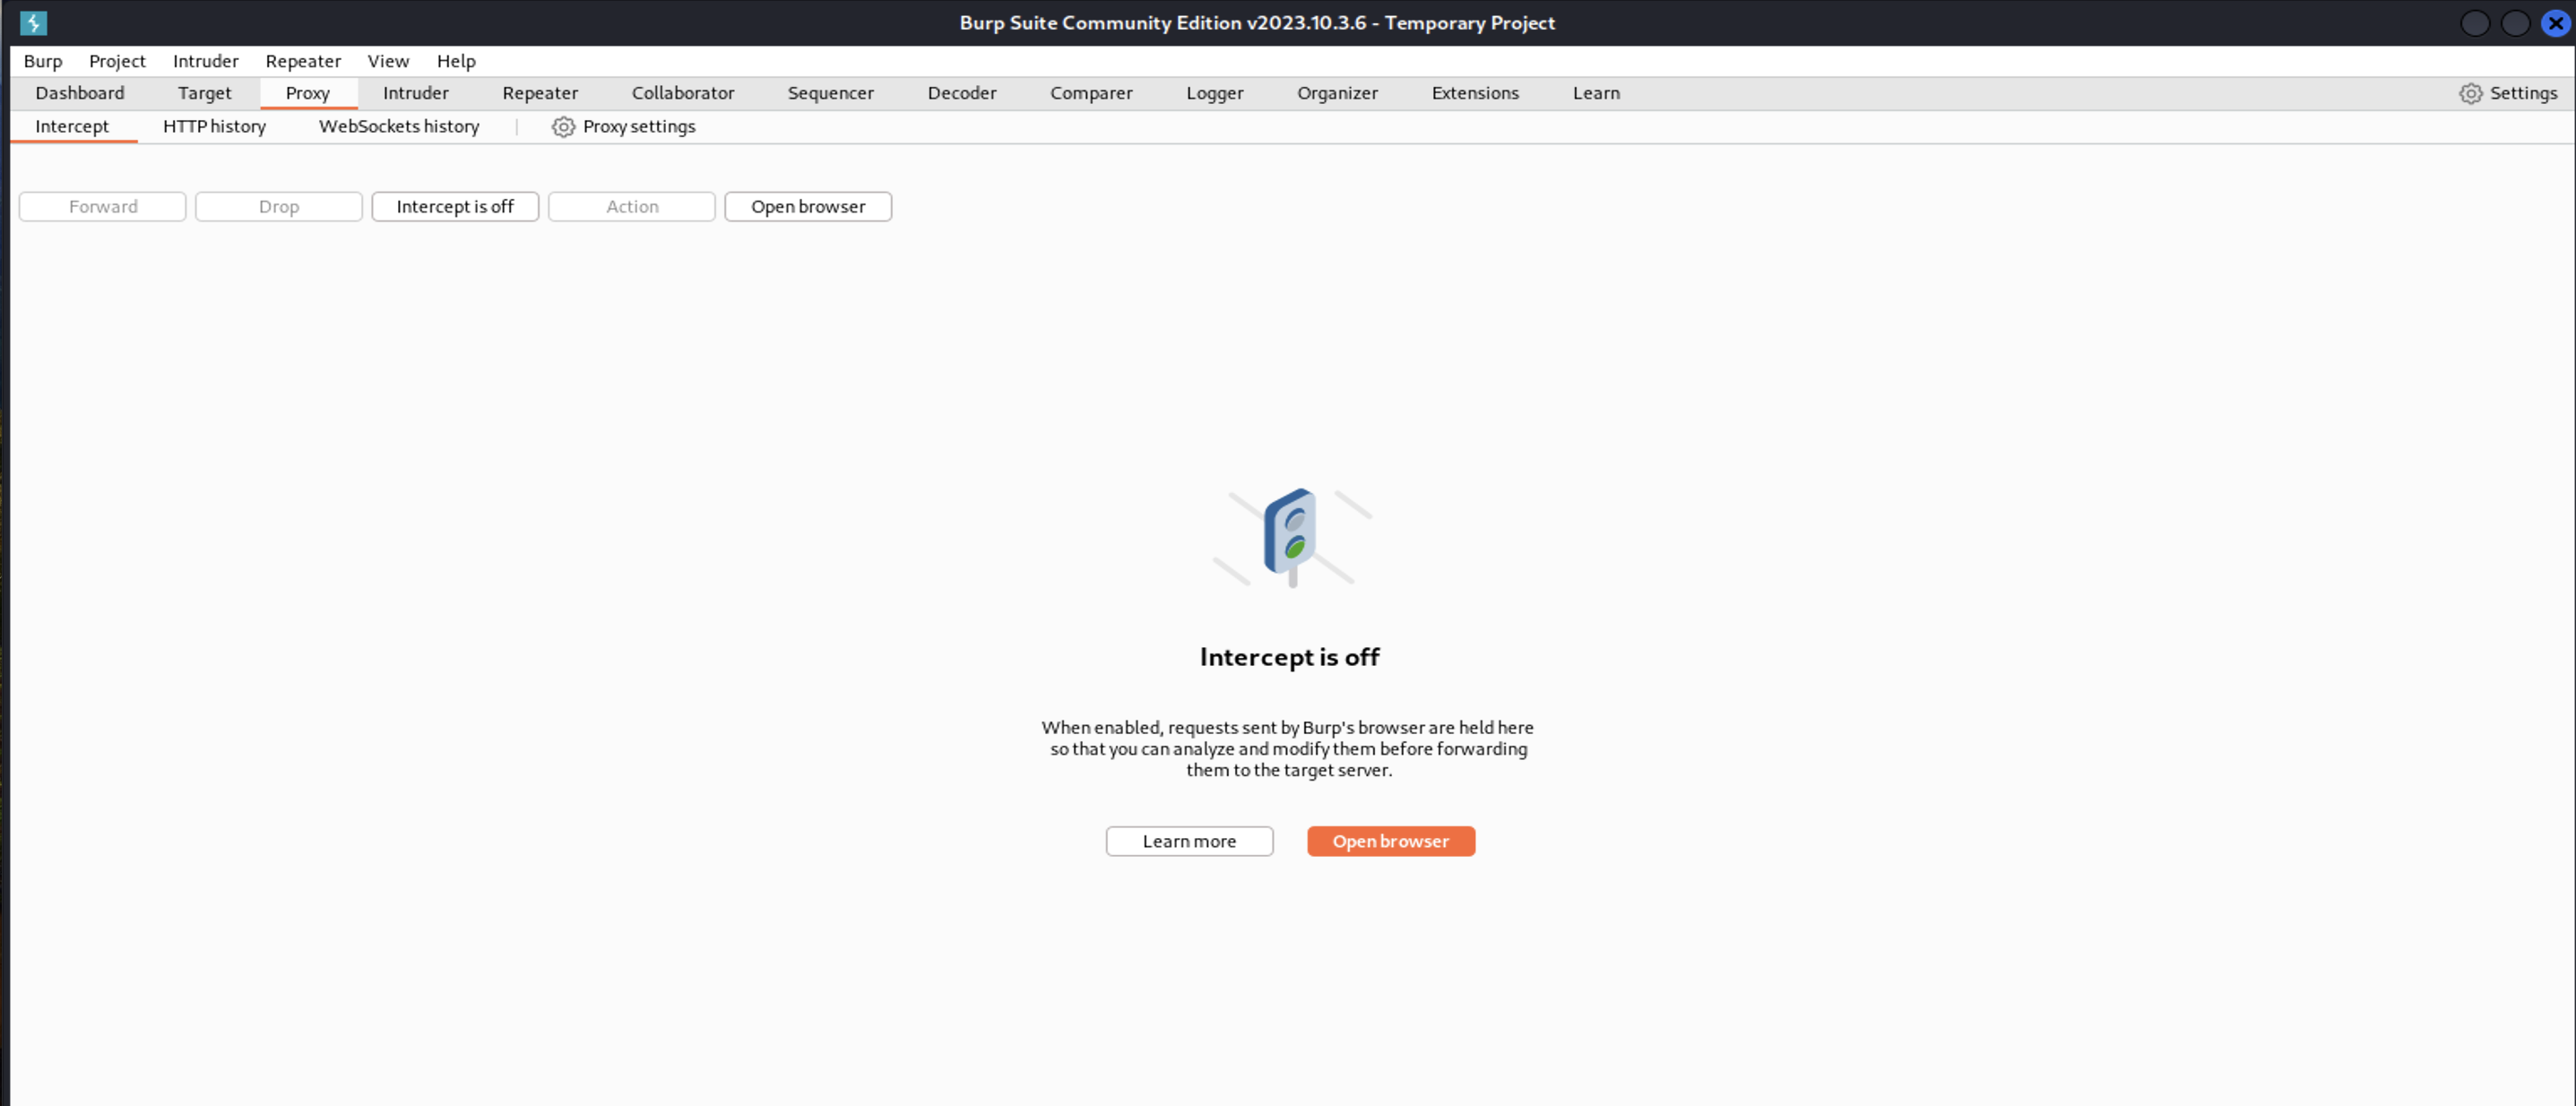 Burp Suite Community Edition v2023.10.3.6 - Temporary Project
Burp Project Intruder Repeater View Help
Dashboard Target Proxy Intruder Repeater Collaborator Sequencer Decoder Comparer Logger Organizer Extensions Learn Settings
Intercept HTTP history WebSockets history Proxy settings
Forward Drop Intercept is off Action Open browser
Intercept is off
When enabled, requests sent by Burp's browser are held here
so that you can analyze and modify them before forwarding
them to the target server.
Learn more Open browser